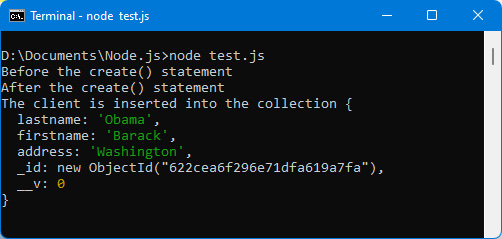 Terminal - node test.js
D:\Documents\Node.js>node test.js
Before the create() statement
After the create() statement
The client is inserted into the collection {
  lastname: 'Obama',
  firstname: 'Barack',
  address: 'Washington',
  _id: new ObjectId("622cea6f296e71dfa619a7fa"),
  __v: 0
}